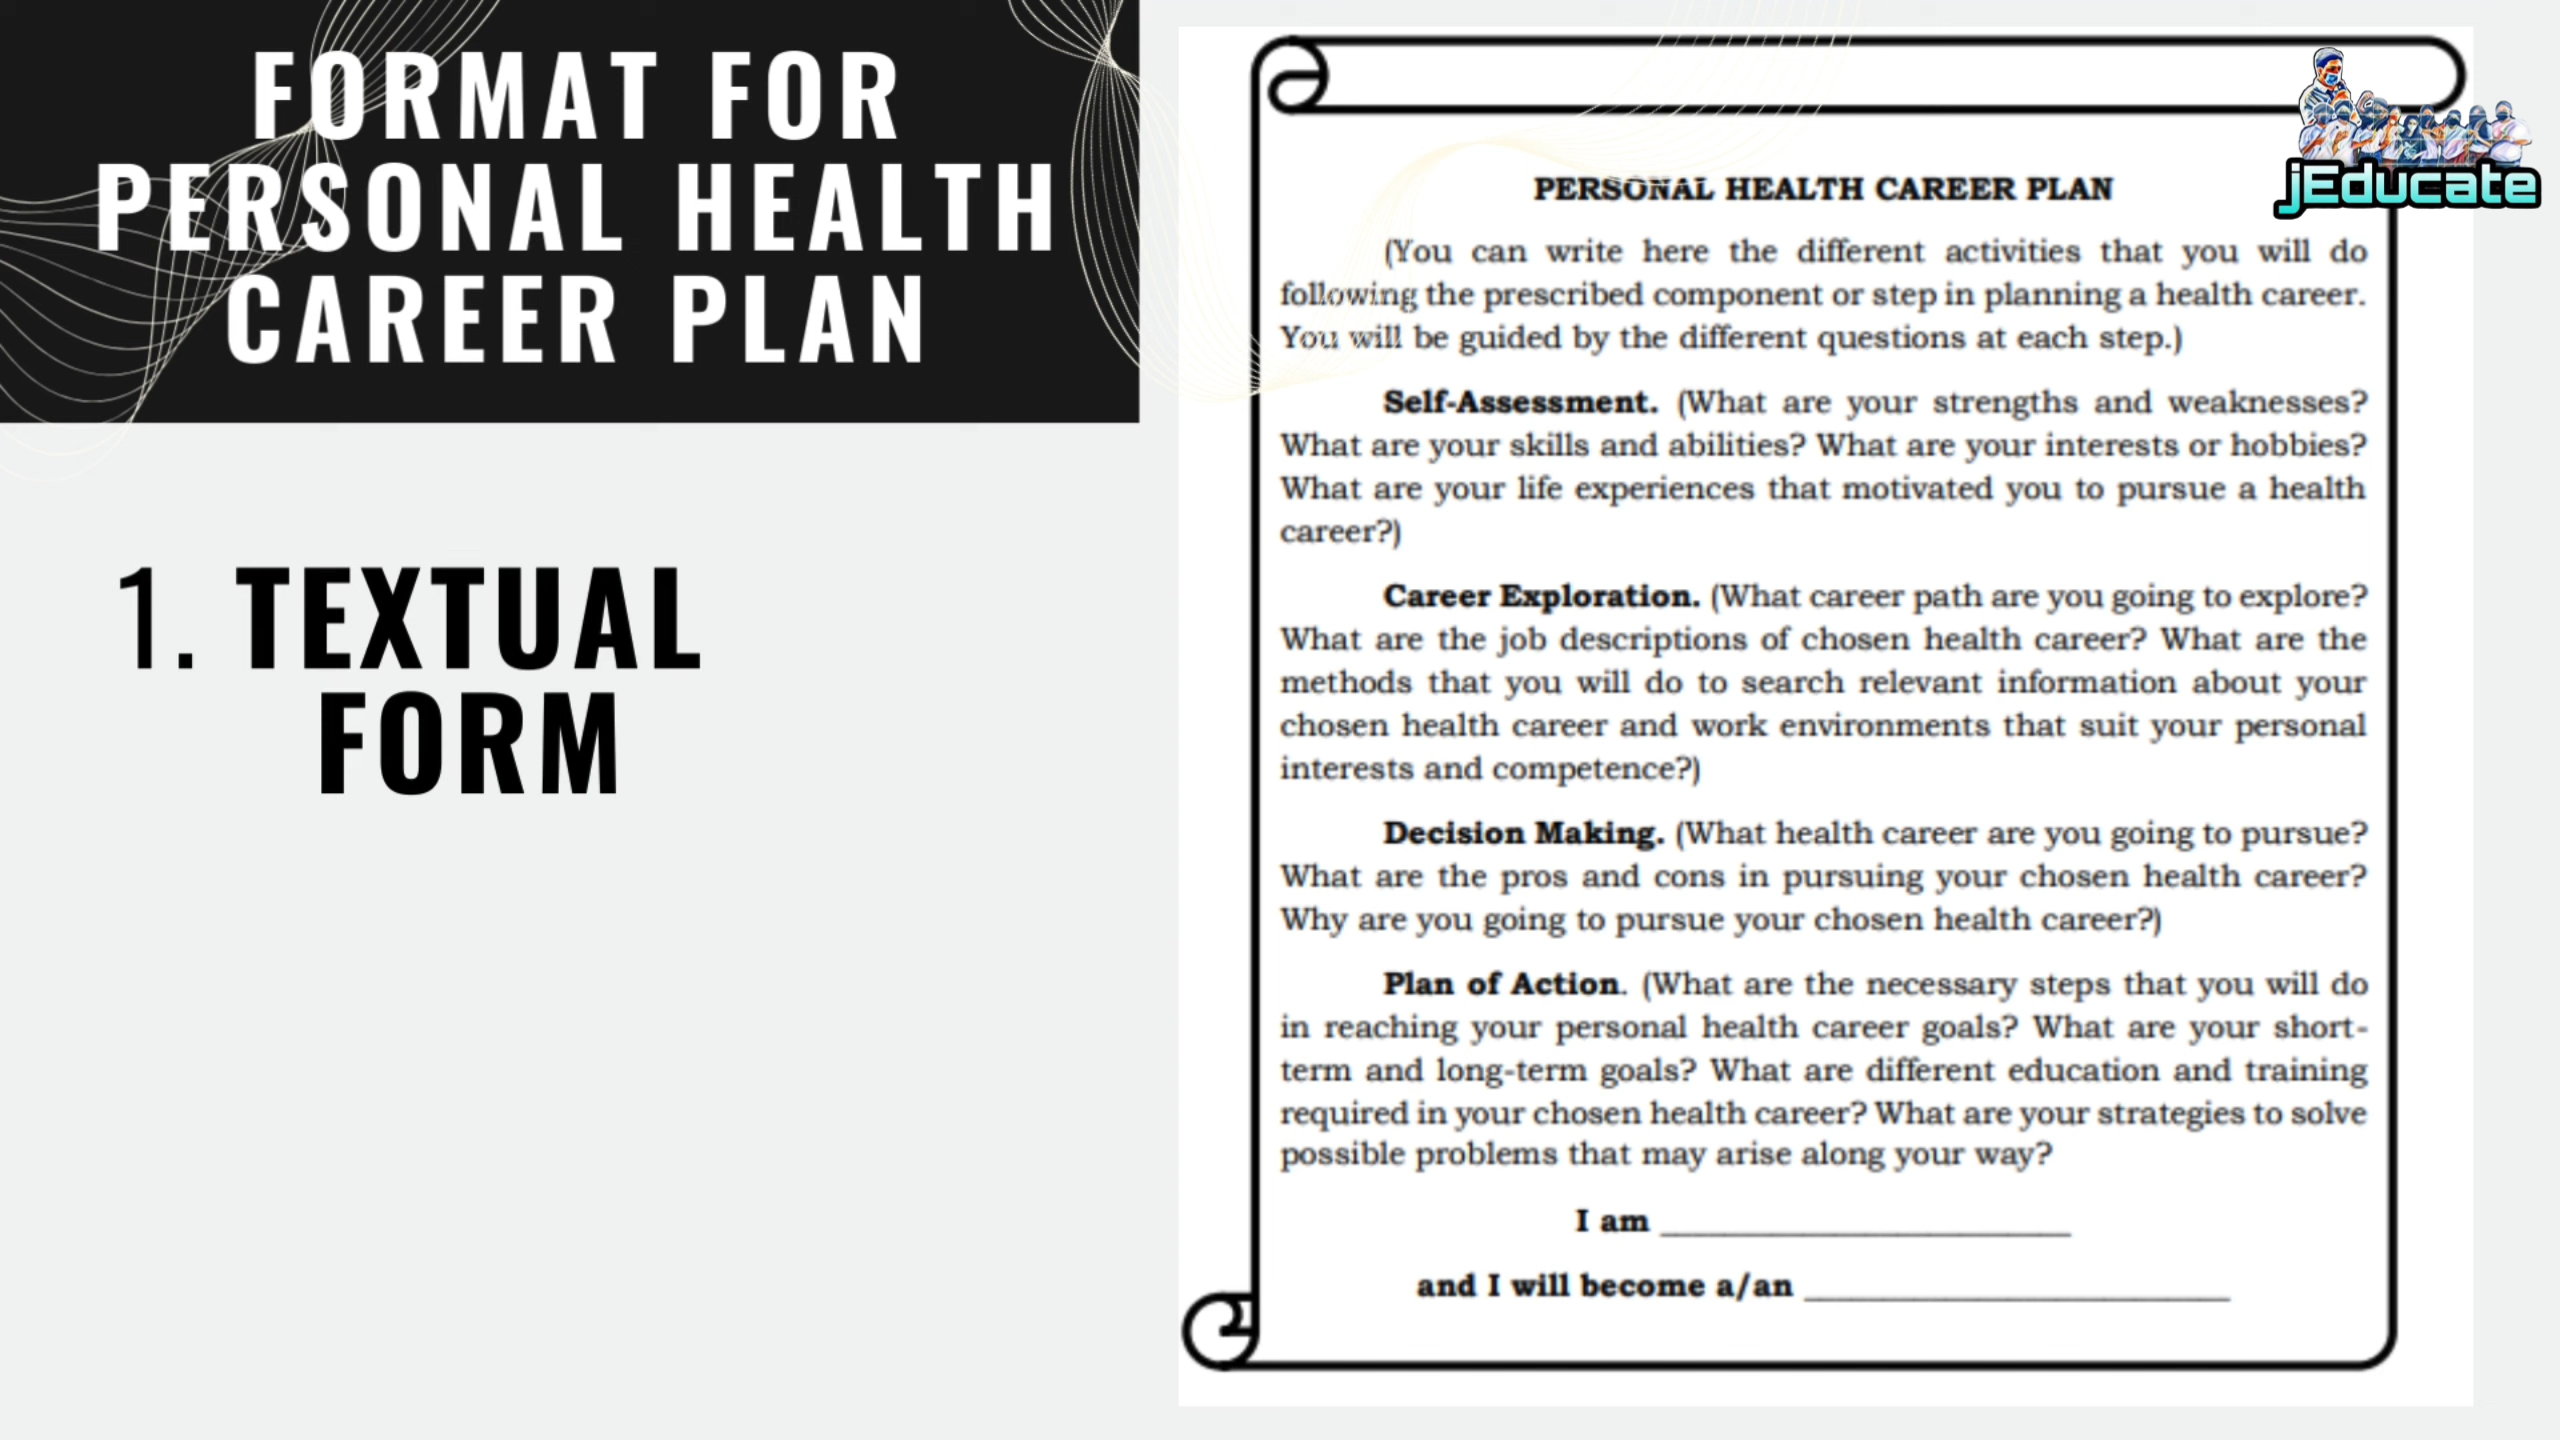 FORMAT FOR
PERSONAL HEALTH
CAREER PLAN
1. TEXTUAL
FORM
jEducate
PERSONAL HEALTH CAREER PLAN
(You can write here the different activities that you will do
following the prescribed component or step in planning a health career.
You will be guided by the different questions at each step.)
Self-Assessment. (What are your strengths and weaknesses?
What are your skills and abilities? What are your interests or hobbies?
What are your life experiences that motivated you to pursue a health
career?)
Career Exploration. (What career path are you going to explore?
What are the job descriptions of chosen health career? What are the
methods that you will do to search relevant information about your
chosen health career and work environments that suit your personal
interests and competence?)
Decision Making. (What health career are you going to pursue?
What are the pros and cons in pursuing your chosen health career?
Why are you going to pursue your chosen health career?)
Plan of Action. (What are the necessary steps that you will do
in reaching your personal health career goals? What are your short-
term and long-term goals? What are different education and training
required in your chosen health career? What are your strategies to solve
possible problems that may arise along your way?
I am ____________________
and I will become a/an ____________________